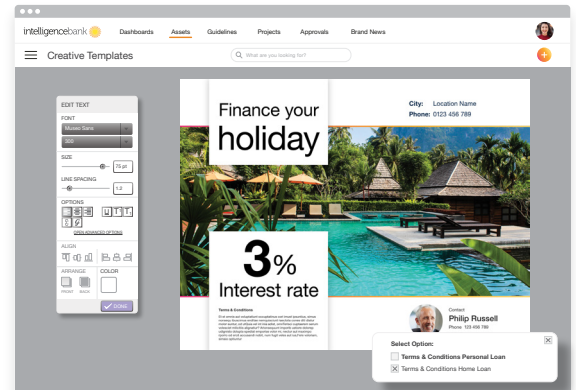 intelligencebank
Dashboards
Assets
Guidelines
Projects
Approvals
Brand News
Creative Templates
What are you looking for?
EDIT TEXT
FONT
Museo Sans
300
SIZE
75 pt
LINE SPACING
1.2
OPTIONS
OPEN ADVANCED OPTIONS
ALIGN
ARRANGE
COLOR
FRONT
BACK
DONE
Finance your
holiday
City: Location Name
Phone: 0123 456 789
3%
Interest rate
Terms & Conditions
Contact
Philip Russell
Phone 123 456 789
Select Option:
Terms & Conditions Personal Loan
Terms & Conditions Home Loan